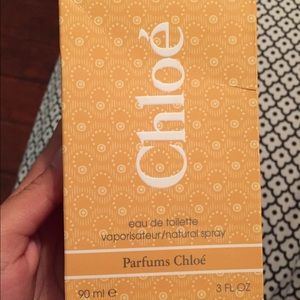 Chloé
eau de toilette
vaporisateur/natural spray
Parfums Chloé
90 ml e 3 FL OZ